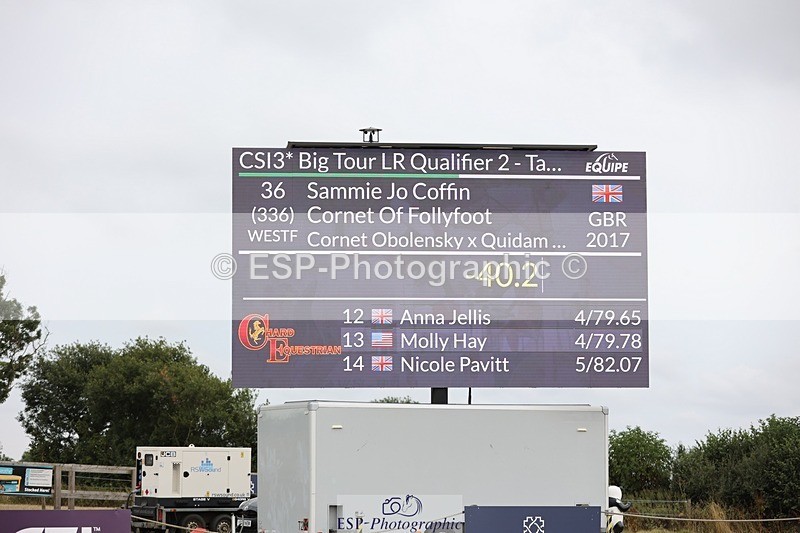 CSI3* Big Tour LR Qualifier 2 - Ta...
EQUIPE
36 Sammie Jo Coffin
(336) Cornet Of Follyfoot GBR
WESTF Cornet Obolensky x Quidam ... 2017
© ESP-Photographic ©
40.2
12 Anna Jellis 4/79.65
13 Molly Hay 4/79.78
14 Nicole Pavitt 5/82.07
CHARD
EQUESTRIAN
JCB
ESP-Photographic